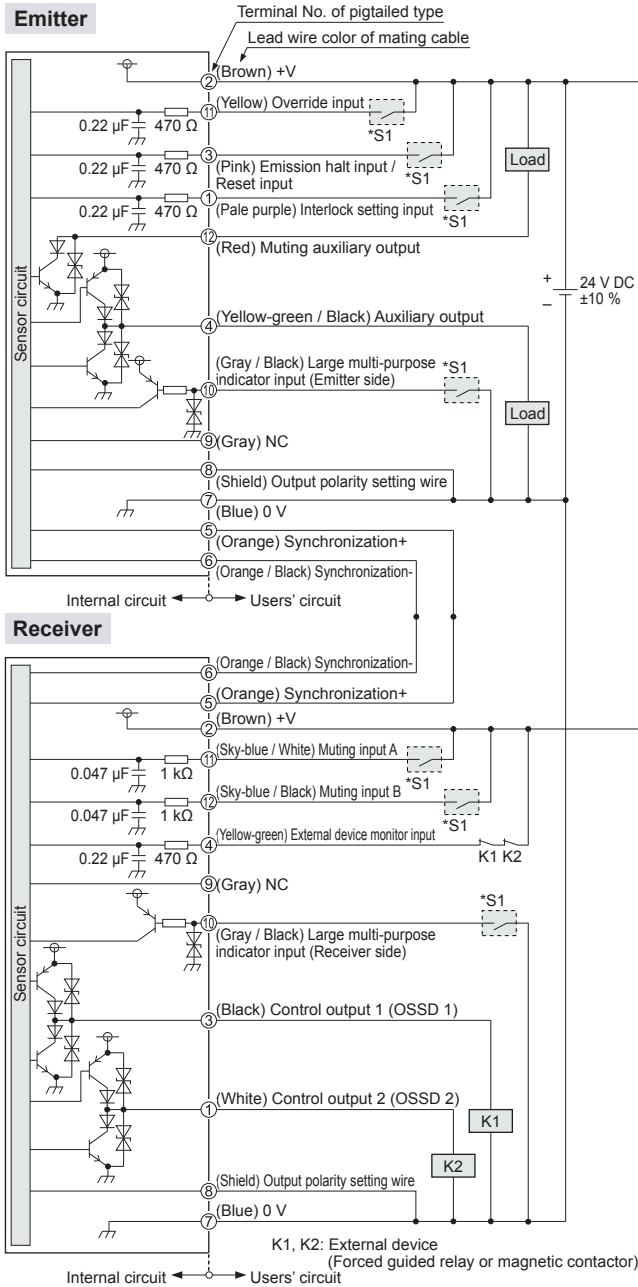 Emitter
Terminal No. of pigtailed type
Lead wire color of mating cable
② (Brown) +V
0.22 µF 470 Ω ⑪ (Yellow) Override input
*S1
0.22 µF 470 Ω ③ (Pink) Emission halt input /
Reset input
*S1
Load
0.22 µF 470 Ω ① (Pale purple) Interlock setting input
*S1
⑫ (Red) Muting auxiliary output
Sensor circuit
+
–
24 V DC
±10 %
④ (Yellow-green / Black) Auxiliary output
⑩ (Gray / Black) Large multi-purpose
indicator input (Emitter side)
*S1
Load
⑨ (Gray) NC
⑧ (Shield) Output polarity setting wire
⑦ (Blue) 0 V
⑤ (Orange) Synchronization+
⑥ (Orange / Black) Synchronization-
Internal circuit Users' circuit
Receiver
⑥ (Orange / Black) Synchronization-
⑤ (Orange) Synchronization+
② (Brown) +V
0.047 µF 1 kΩ ⑪ (Sky-blue / White) Muting input A
*S1
0.047 µF 1 kΩ ⑫ (Sky-blue / Black) Muting input B
*S1
0.22 µF 470 Ω ④ (Yellow-green) External device monitor input
K1 K2
⑨ (Gray) NC
Sensor circuit
⑩ (Gray / Black) Large multi-purpose
indicator input (Receiver side)
*S1
③ (Black) Control output 1 (OSSD 1)
① (White) Control output 2 (OSSD 2)
K1
K2
⑧ (Shield) Output polarity setting wire
⑦ (Blue) 0 V
K1, K2: External device
(Forced guided relay or magnetic contactor)
Internal circuit Users' circuit